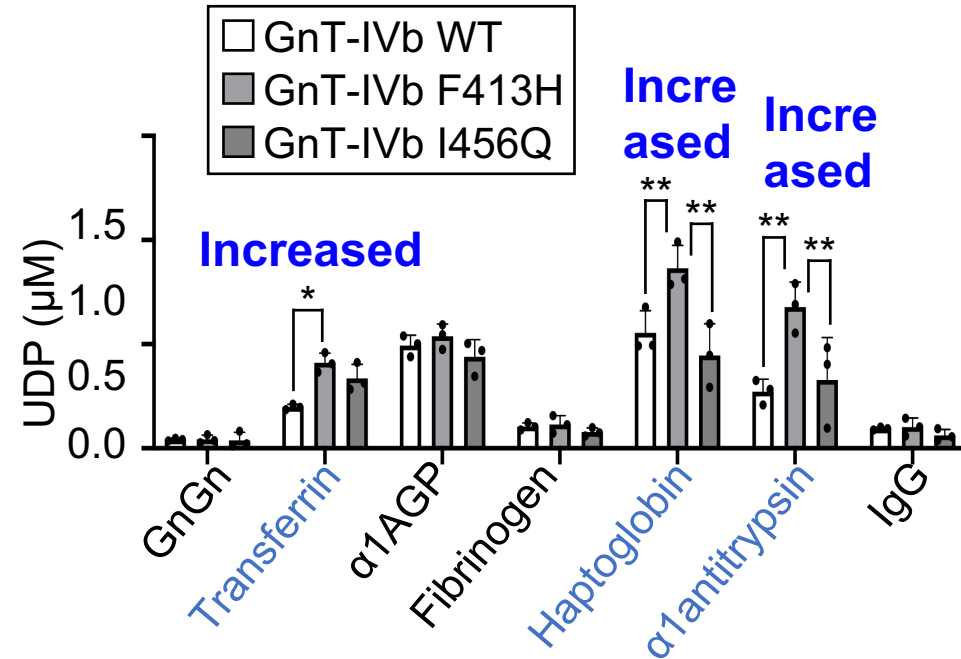 GnT-IVb WT
GnT-IVb F413H
GnT-IVb I456Q
Incre
ased
Incre
ased
Increased
**
**
**
**
*
UDP (μM)
1.5
1.0
0.5
0.0
GnGn
Transferrin
α1AGP
Fibrinogen
Haptoglobin
α1antitrypsin
IgG